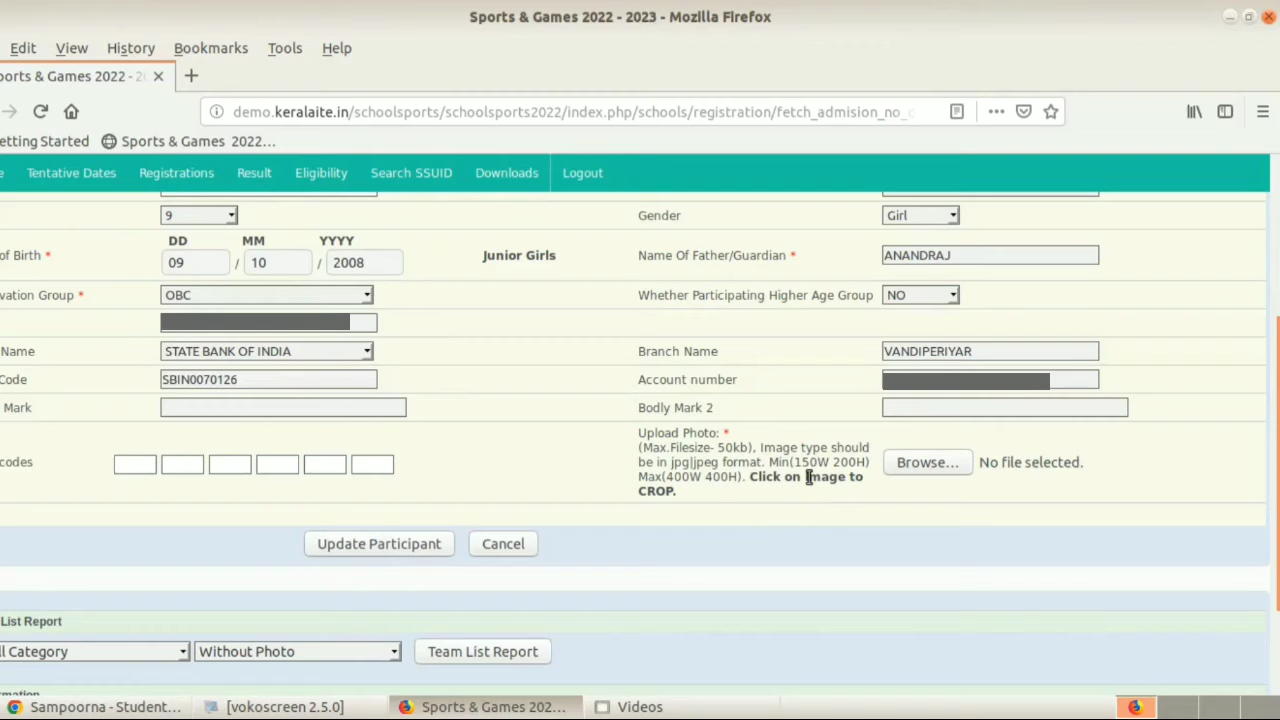 Sports & Games 2022 - 2023 - Mozilla Firefox
Edit View History Bookmarks Tools Help
ports & Games 2022 - 20
demo.keralaite.in/schoolsports/schoolsports2022/index.php/schools/registration/fetch_admision_no_
etting Started Sports & Games 2022...
e Tentative Dates Registrations Result Eligibility Search SSUID Downloads Logout
9 Gender Girl
DD MM YYYY
of Birth * 09 / 10 / 2008 Junior Girls Name Of Father/Guardian * ANANDRAJ
vation Group * OBC Whether Participating Higher Age Group NO
Name STATE BANK OF INDIA Branch Name VANDIPERIYAR
Code SBIN0070126 Account number
Mark Bodly Mark 2
Upload Photo: *
(Max.Filesize- 50kb), Image type should
codes be in jpg|jpeg format. Min(150W 200H) Browse... No file selected.
Max(400W 400H). Click on Image to
CROP.
Update Participant Cancel
List Report
ll Category Without Photo Team List Report
rmation
Sampoorna - Student... [vokoscreen 2.5.0] Sports & Games 202... Videos